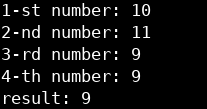 1-st number: 10
2-nd number: 11
3-rd number: 9
4-th number: 9
result: 9